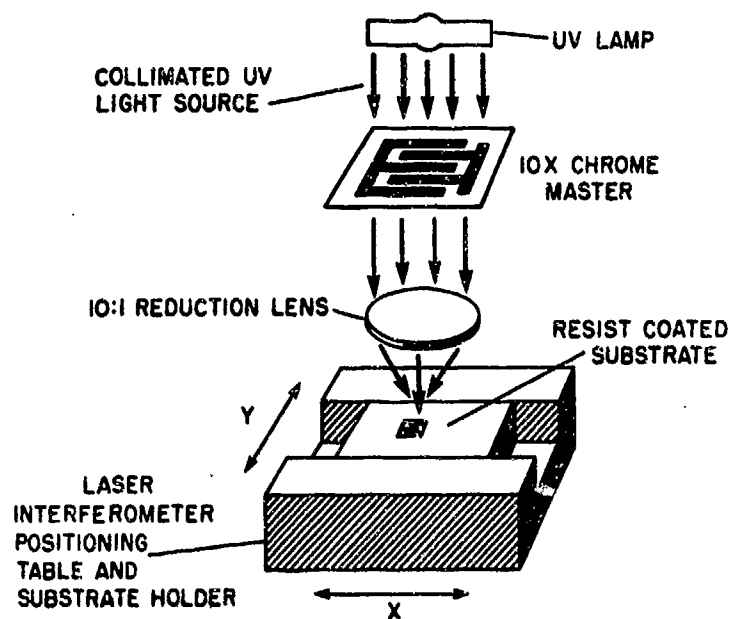 UV LAMP
COLLIMATED UV
LIGHT SOURCE
10X CHROME
MASTER
10:1 REDUCTION LENS
RESIST COATED
SUBSTRATE
Y
LASER
INTERFEROMETER
POSITIONING
TABLE AND
SUBSTRATE HOLDER
X